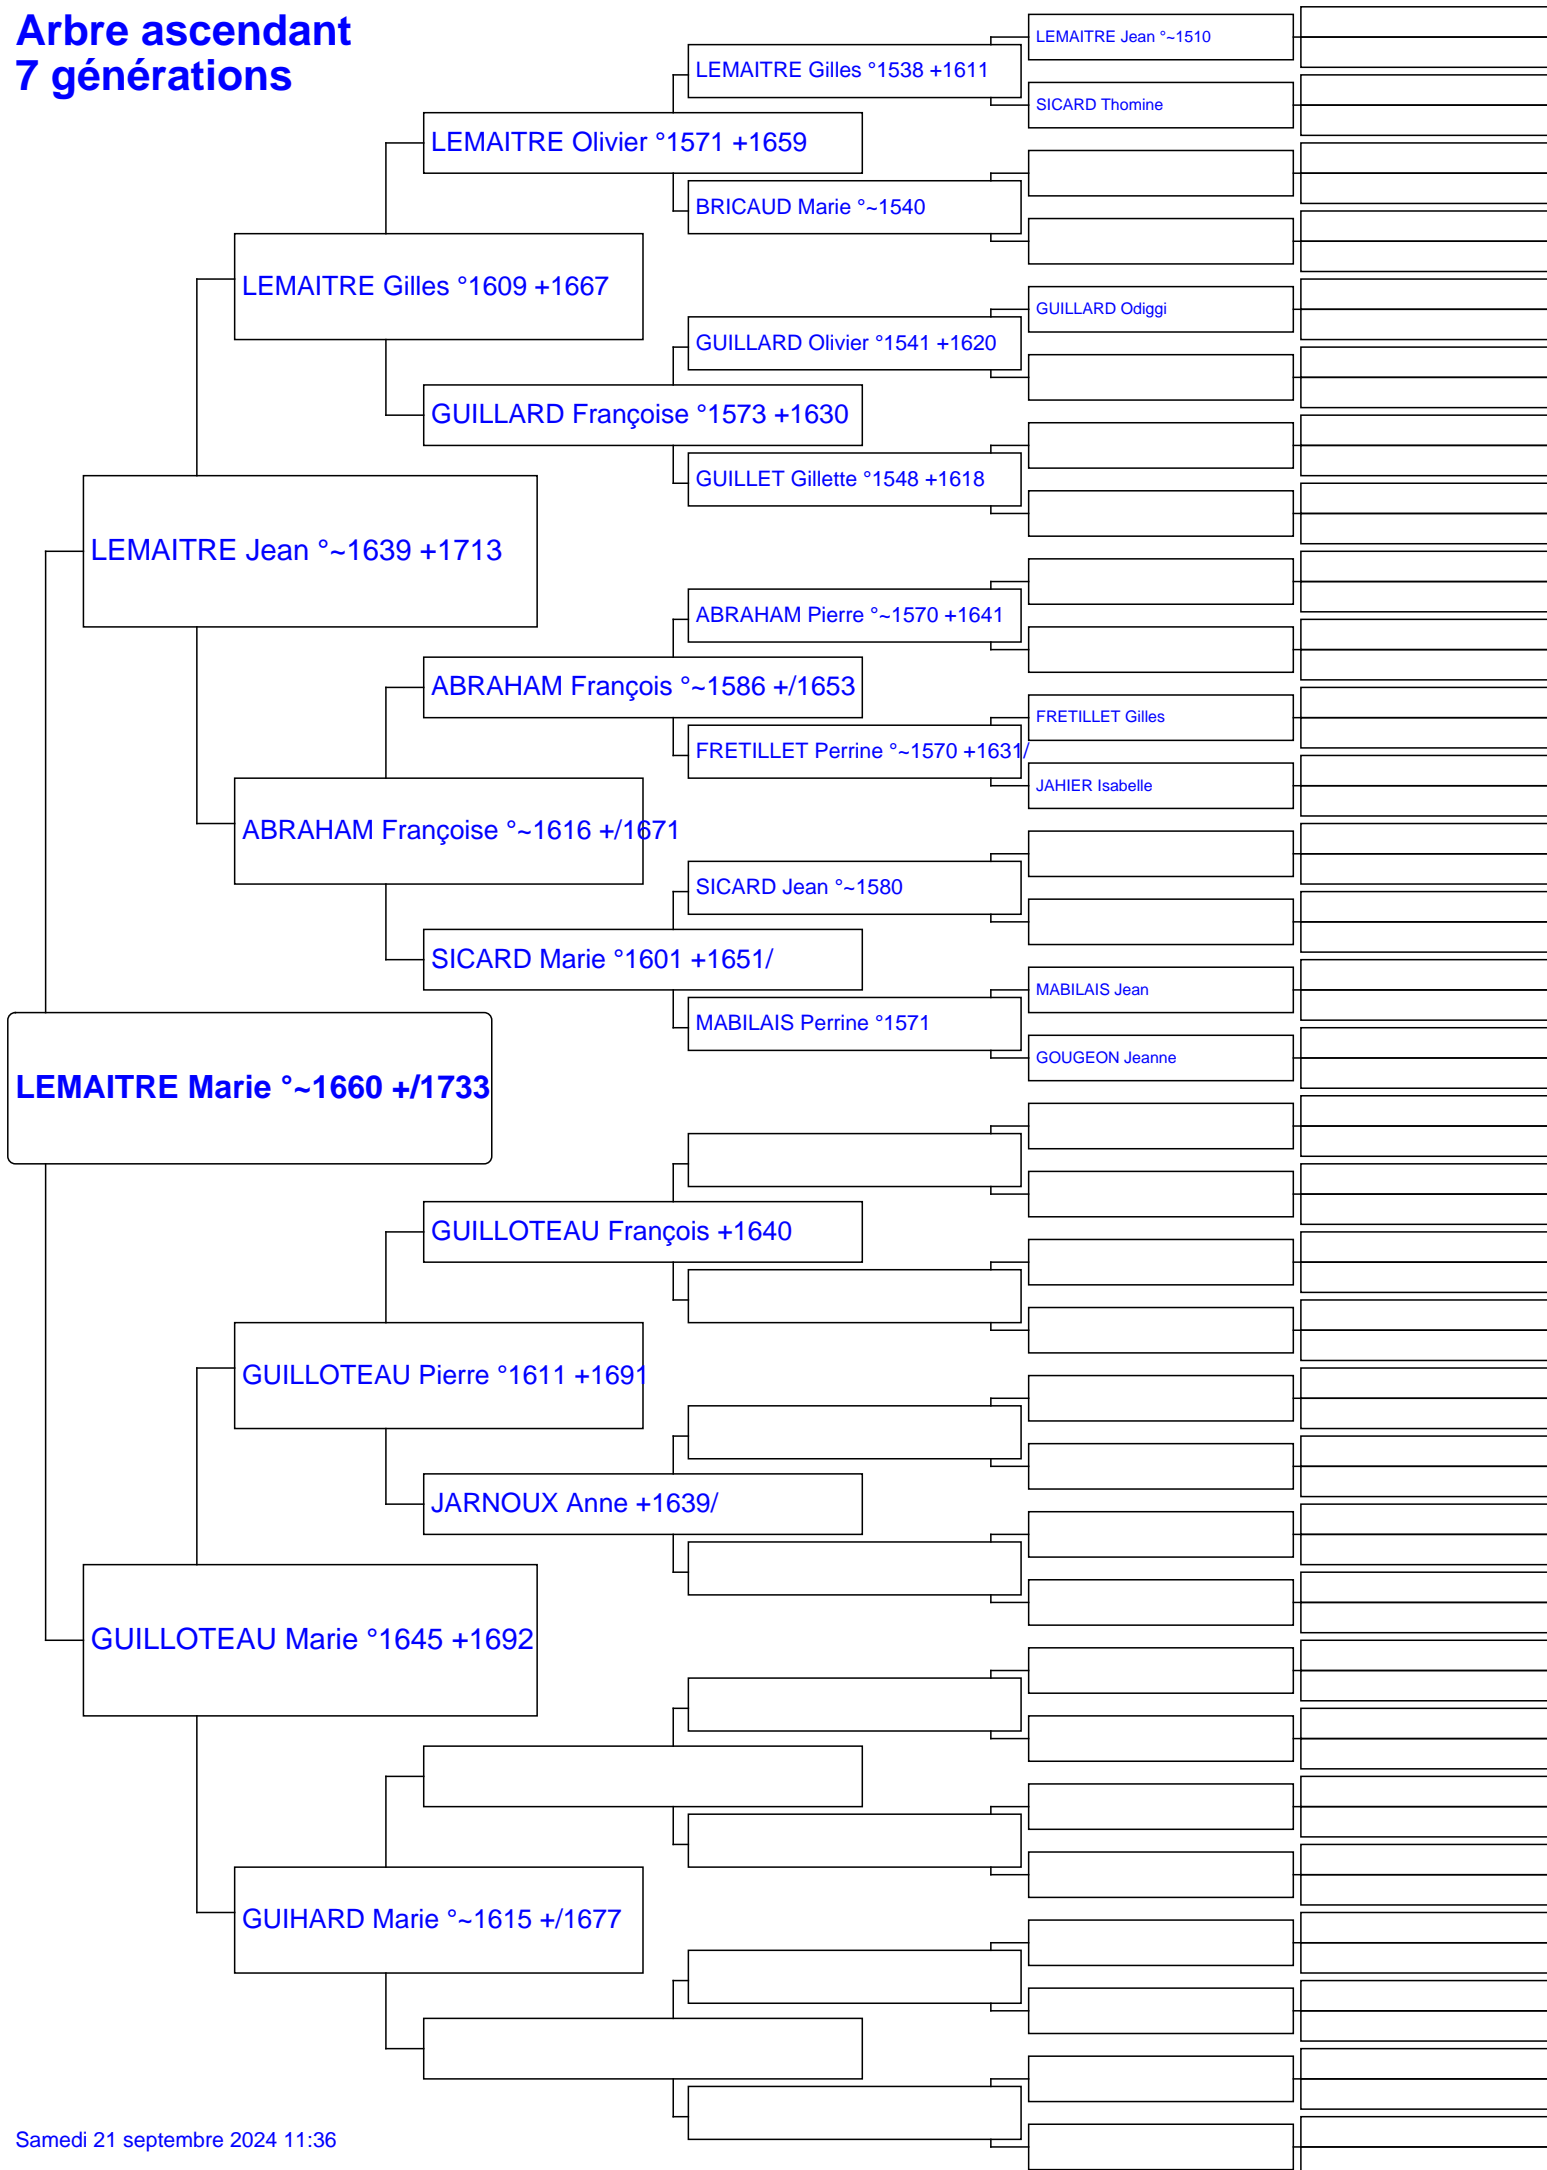 Arbre ascendant
7 générations
LEMAITRE Jean °~1510
LEMAITRE Gilles °1538 +1611
SICARD Thomine
LEMAITRE Olivier °1571 +1659
BRICAUD Marie °~1540
LEMAITRE Gilles °1609 +1667
GUILLARD Odiggi
GUILLARD Olivier °1541 +1620
GUILLARD Françoise °1573 +1630
GUILLET Gillette °1548 +1618
LEMAITRE Jean °~1639 +1713
ABRAHAM Pierre °~1570 +1641
ABRAHAM François °~1586 +/1653
FRETILLET Gilles
FRETILLET Perrine °~1570 +1631/
JAHIER Isabelle
ABRAHAM Françoise °~1616 +/1671
SICARD Jean °~1580
SICARD Marie °1601 +1651/
MABILAIS Jean
MABILAIS Perrine °1571
GOUGEON Jeanne
LEMAITRE Marie °~1660 +/1733
GUILLOTEAU François +1640
GUILLOTEAU Pierre °1611 +1691
JARNOUX Anne +1639/
GUILLOTEAU Marie °1645 +1692
GUIHARD Marie °~1615 +/1677
Samedi 21 septembre 2024 11:36